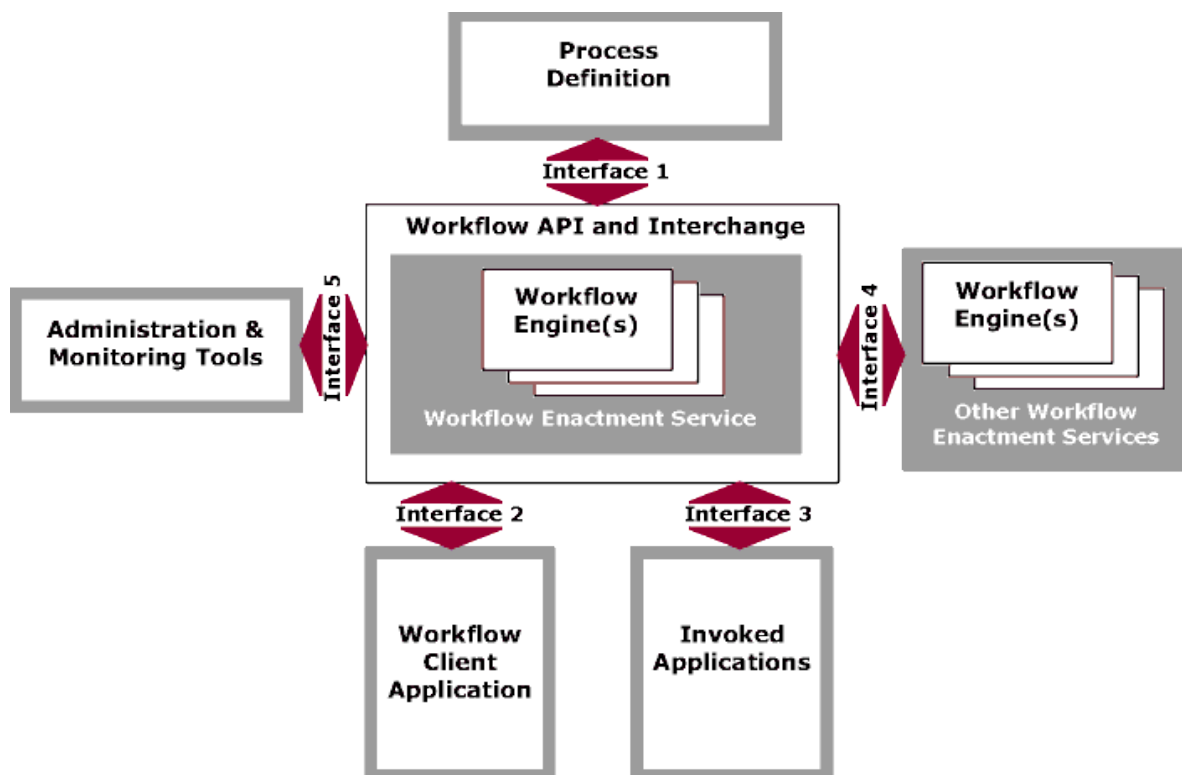 Process
Definition
Interface 1
Workflow API and Interchange
Workflow
Engine(s)
Workflow Enactment Service
Interface 5
Administration &
Monitoring Tools
Interface 4
Workflow
Engine(s)
Other Workflow
Enactment Services
Interface 2
Interface 3
Workflow
Client
Application
Invoked
Applications